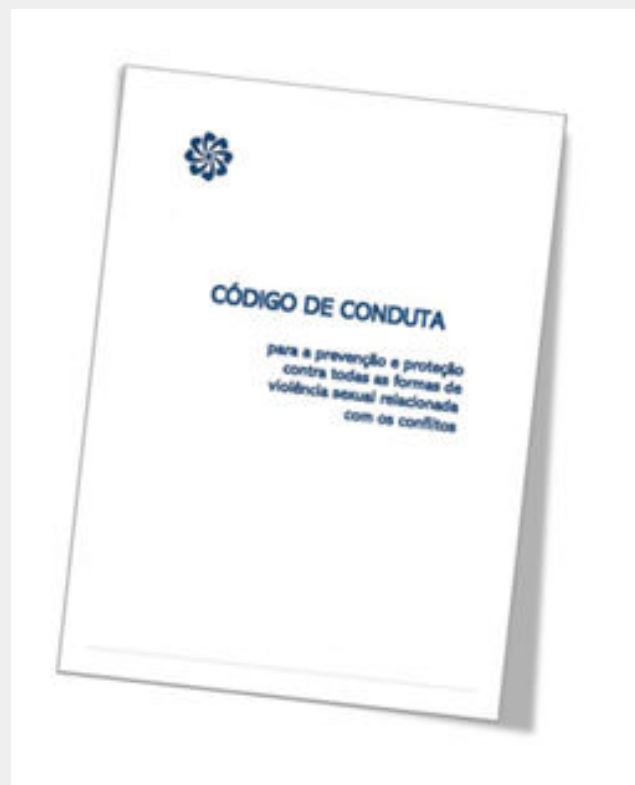 CÓDIGO DE CONDUTA
para a prevenção e proteção
contra todas as formas de
violência sexual relacionada
com os conflitos